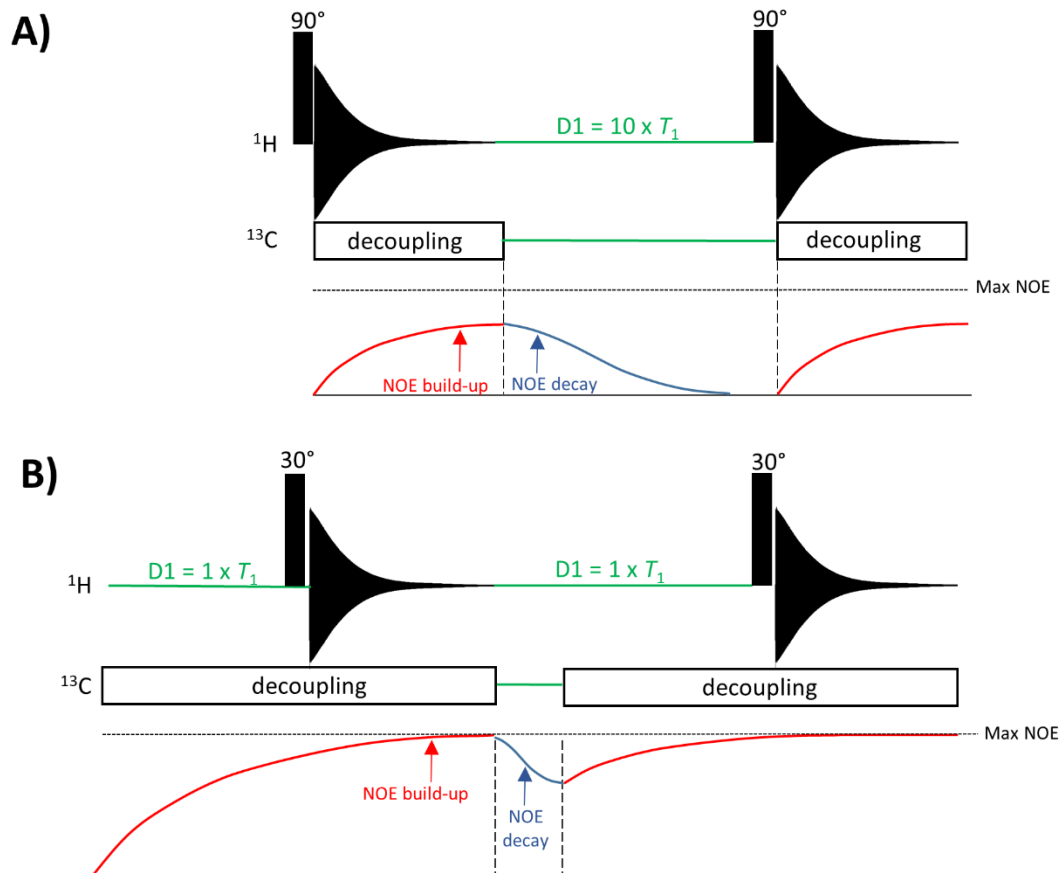 A)
90°
90°
¹H
D1 = 10 x T₁
¹³C
decoupling
decoupling
Max NOE
NOE build-up
NOE decay
B)
30°
30°
¹H
D1 = 1 x T₁
D1 = 1 x T₁
¹³C
decoupling
decoupling
Max NOE
NOE build-up
NOE
decay